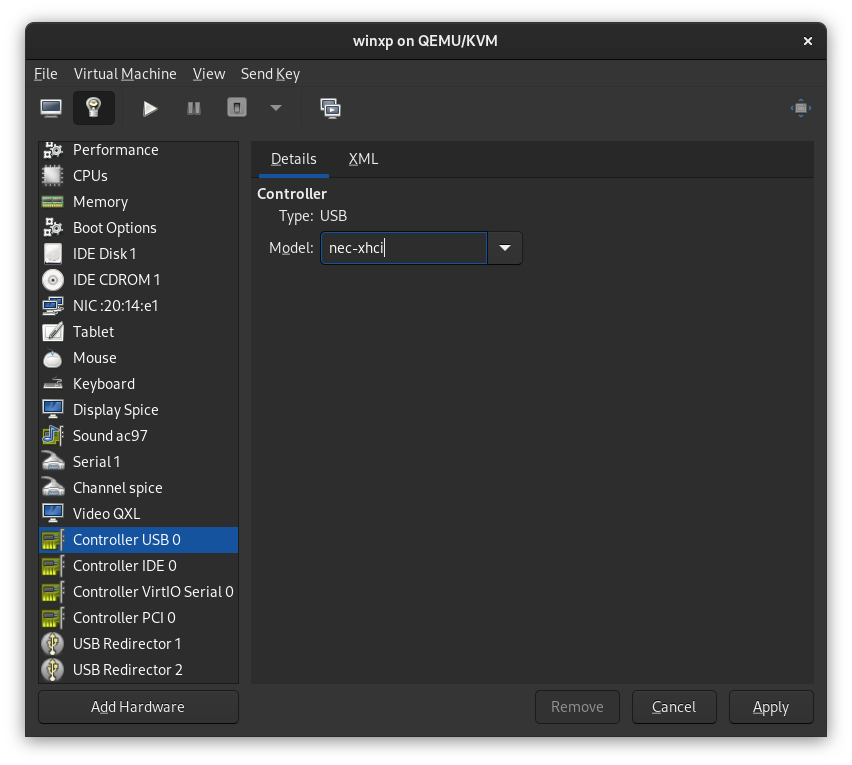 winxp on QEMU/KVM
File Virtual Machine View Send Key
Performance
CPUs
Memory
Boot Options
IDE Disk 1
IDE CDROM 1
NIC :20:14:e1
Tablet
Mouse
Keyboard
Display Spice
Sound ac97
Serial 1
Channel spice
Video QXL
Controller USB 0
Controller IDE 0
Controller VirtIO Serial 0
Controller PCI 0
USB Redirector 1
USB Redirector 2
Add Hardware
Details XML
Controller
Type: USB
Model: nec-xhci
Remove Cancel Apply